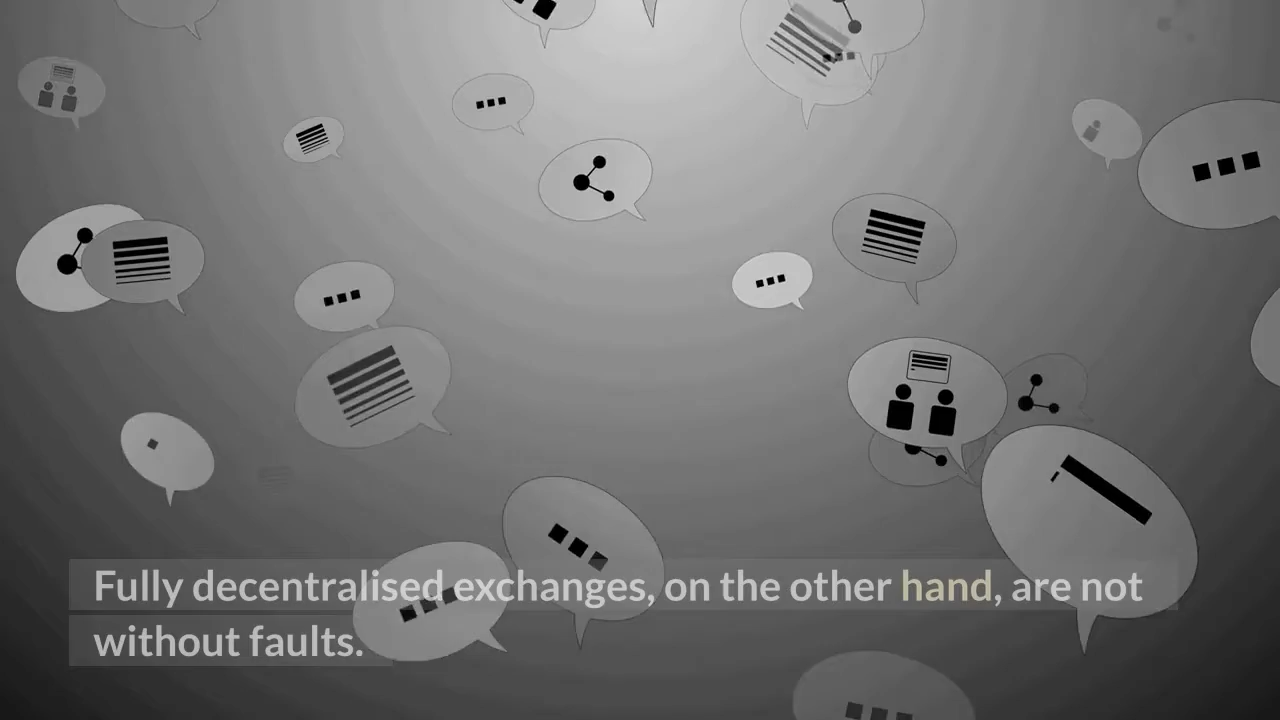 Fully decentralised exchanges, on the other hand, are not
without faults.